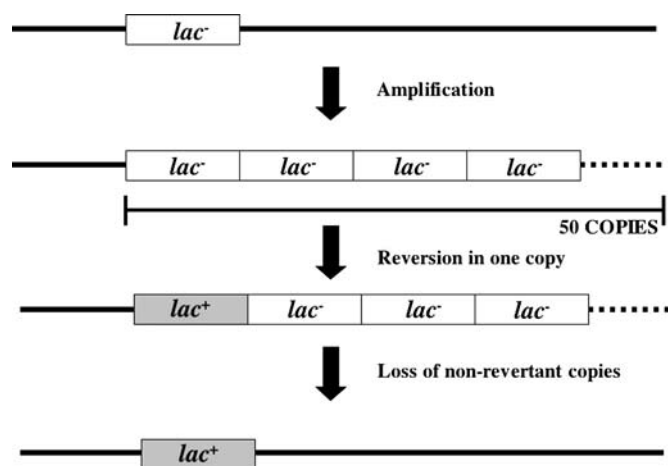 lac-
Amplification
lac- lac- lac- lac-
50 COPIES
Reversion in one copy
lac+ lac- lac- lac-
Loss of non-revertant copies
lac+